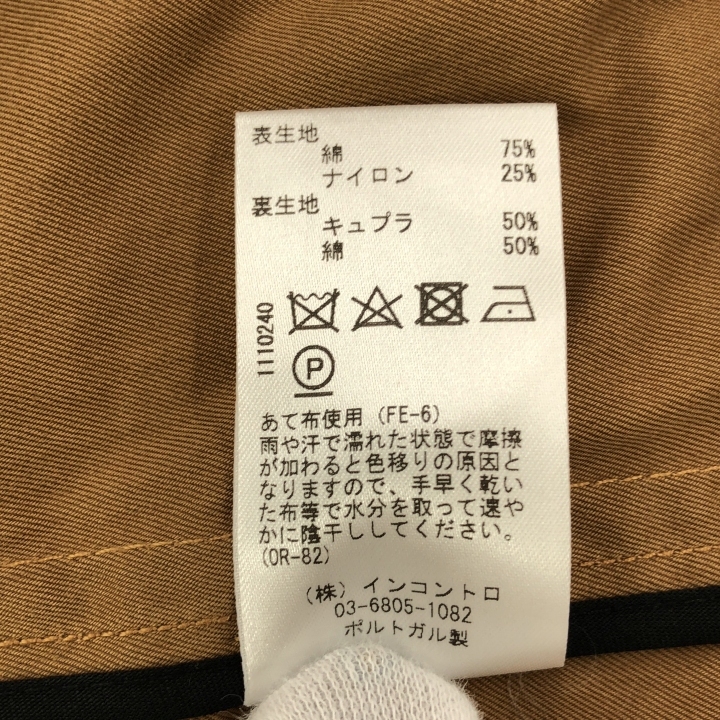 表生地
綿 75%
ナイロン 25%
裏生地
キュプラ 50%
綿 50%
1110240
P
あて布使用 (FE-6)
雨や汗で濡れた状態で摩擦
が加わると色移りの原因と
なりますので、手早く乾い
た布等で水分を取って速や
かに陰干ししてください。
(OR-82)
(株) インコントロ
03-6805-1082
ポルトガル製